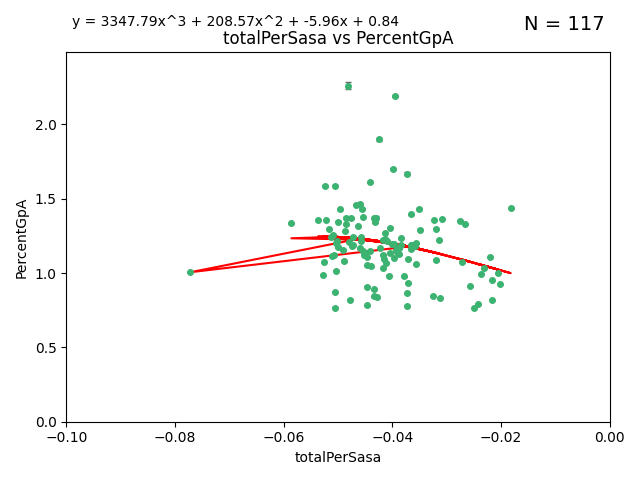 y = 3347.79x^3 + 208.57x^2 + -5.96x + 0.84
N = 117
totalPerSasa vs PercentGpA
PercentGpA
2.0
1.5
1.0
0.5
0.0
−0.10
−0.08
−0.06
−0.04
−0.02
0.00
totalPerSasa